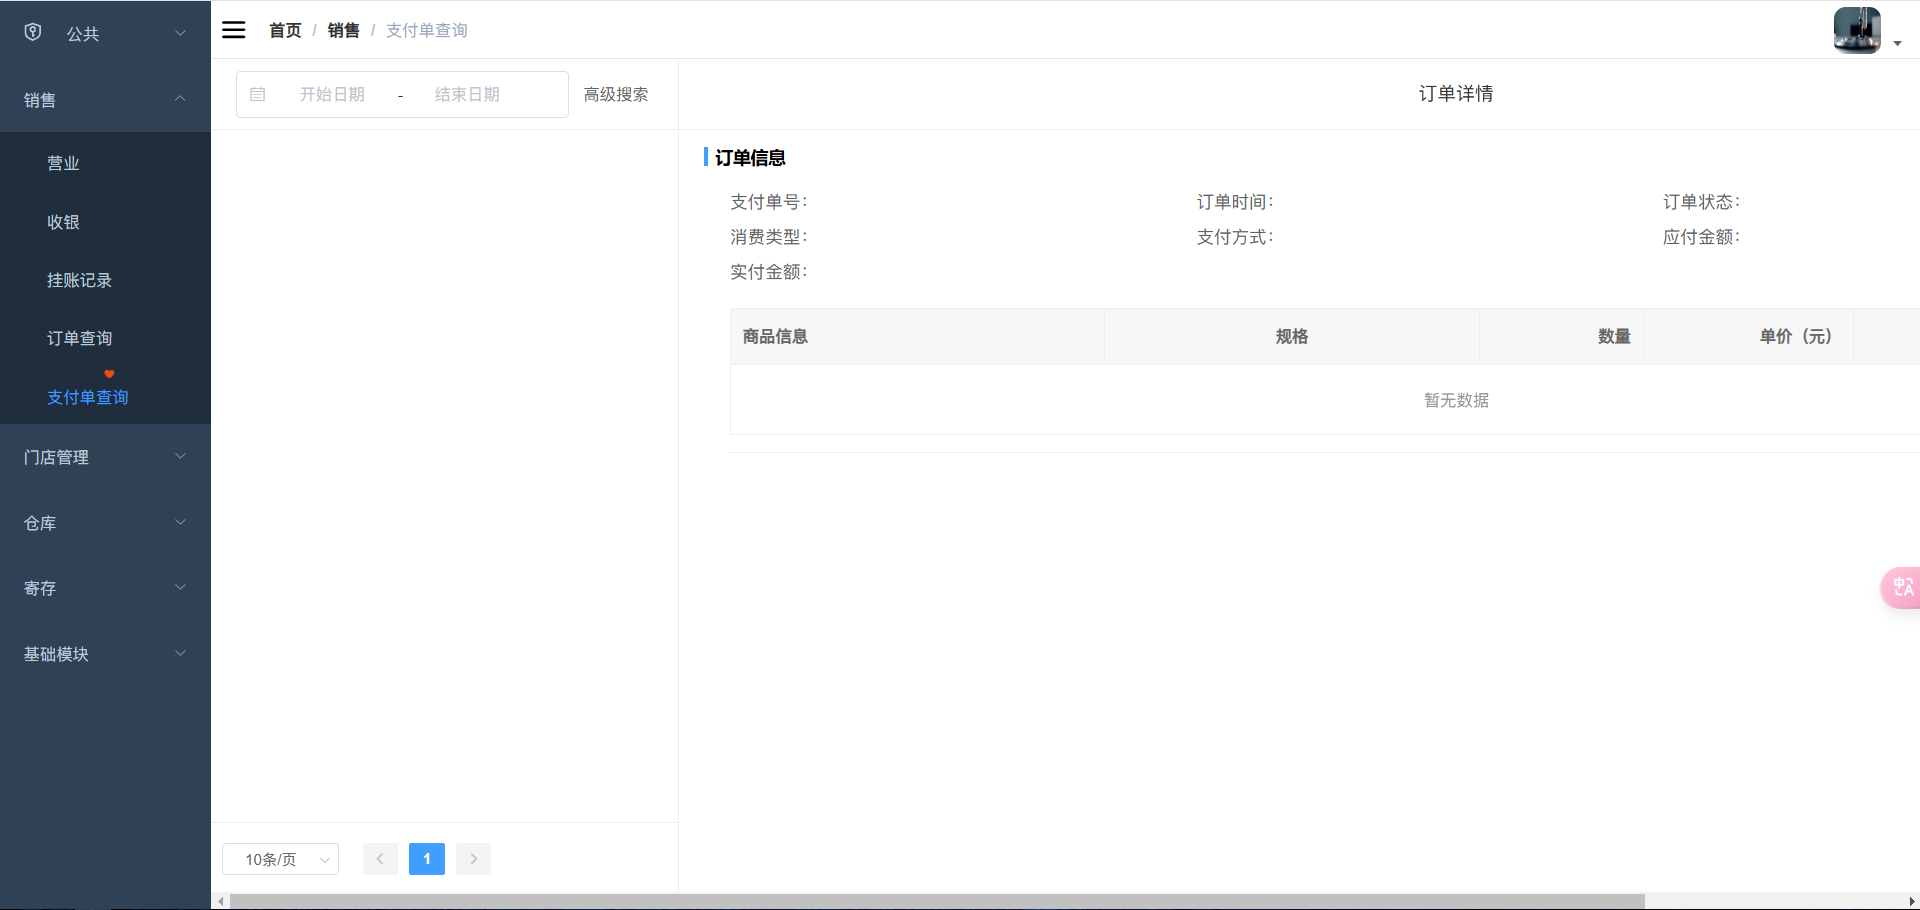 公共
销售
营业
收银
挂账记录
订单查询
支付单查询
门店管理
仓库
寄存
基础模块
首页 / 销售 / 支付单查询
开始日期 - 结束日期 高级搜索
10条/页 1
订单详情
订单信息
支付单号： 订单时间： 订单状态：
消费类型： 支付方式： 应付金额：
实付金额：
商品信息 规格 数量 单价（元）
暂无数据
中A